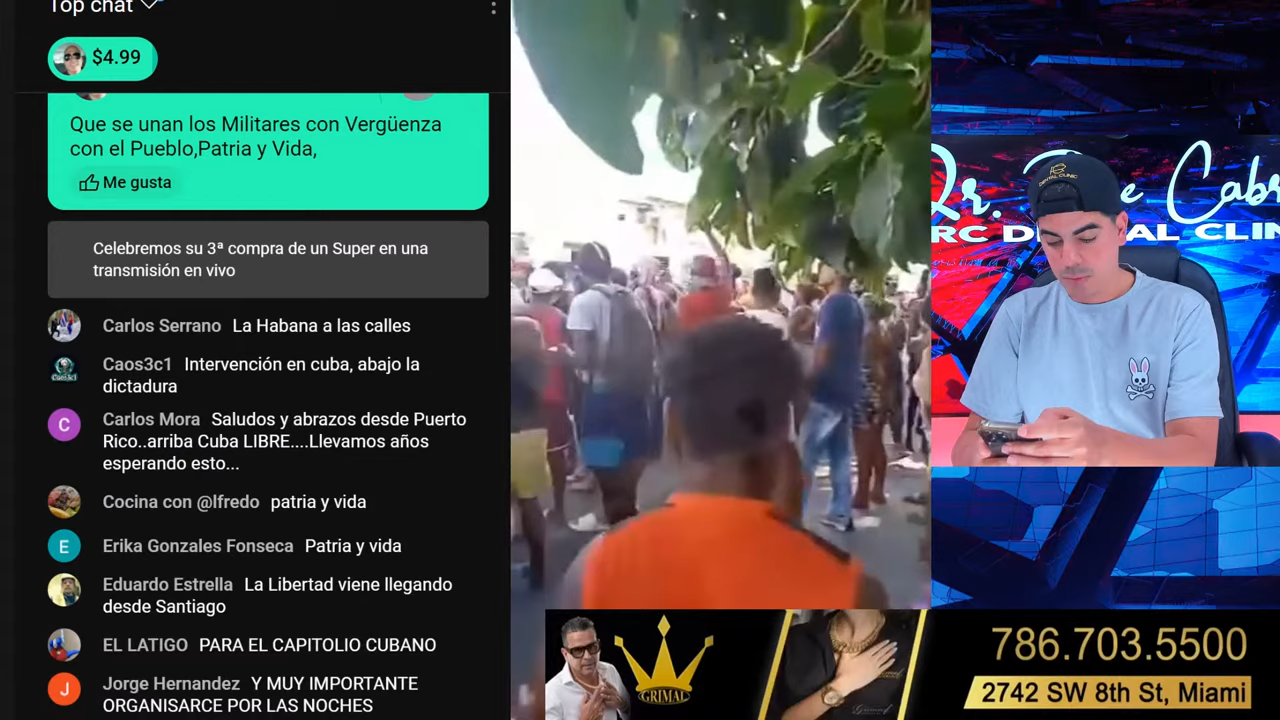 Top chat
$4.99
Que se unan los Militares con Vergüenza
con el Pueblo,Patria y Vida,
Me gusta
Celebremos su 3ª compra de un Super en una
transmisión en vivo
Carlos Serrano La Habana a las calles
Caos3c1 Intervención en cuba, abajo la
dictadura
C
Carlos Mora Saludos y abrazos desde Puerto
Rico..arriba Cuba LIBRE....Llevamos años
esperando esto...
Cocina con @lfredo patria y vida
E
Erika Gonzales Fonseca Patria y vida
Eduardo Estrella La Libertad viene llegando
desde Santiago
EL LATIGO PARA EL CAPITOLIO CUBANO
J
Jorge Hernandez Y MUY IMPORTANTE
ORGANISARCE POR LAS NOCHES
GRIMAL
786.703.5500
2742 SW 8th St, Miami